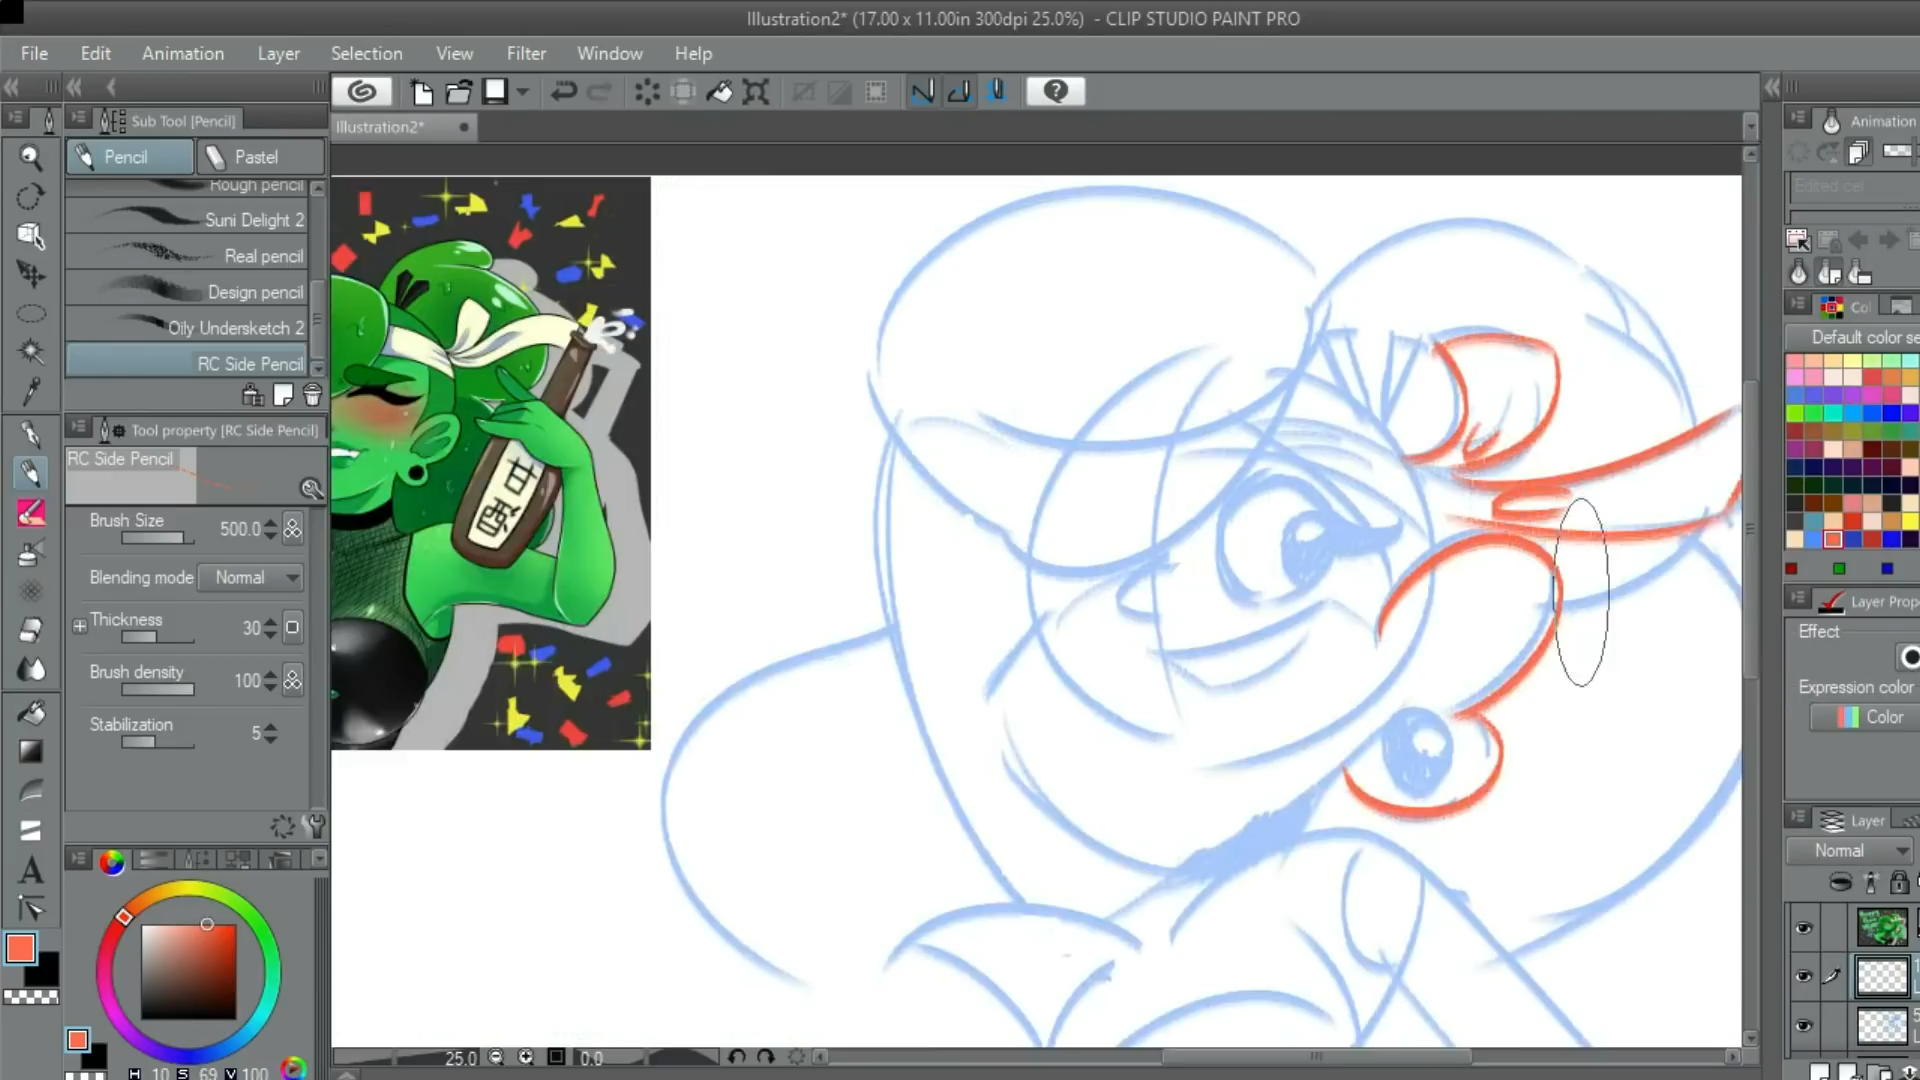 Illustration2* (17.00 x 11.00in 300dpi 25.0%) - CLIP STUDIO PAINT PRO
File Edit Animation Layer Selection View Filter Window Help
Sub Tool [Pencil]
Illustration2*
Animation
Pencil Pastel
Rough pencil
Edited cel
Suni Delight 2
Real pencil
Design pencil
Oily Undersketch 2
Default color se
RC Side Pencil
Tool property [RC Side Pencil]
RC Side Pencil
甘
酒
Brush Size 500.0
Blending mode Normal
Layer Prop
Thickness 30
Effect
Brush density 100
Expression color
Color
Stabilization 5
Layer
Normal
A
25.0 0.0
H 10 S 69 V 100